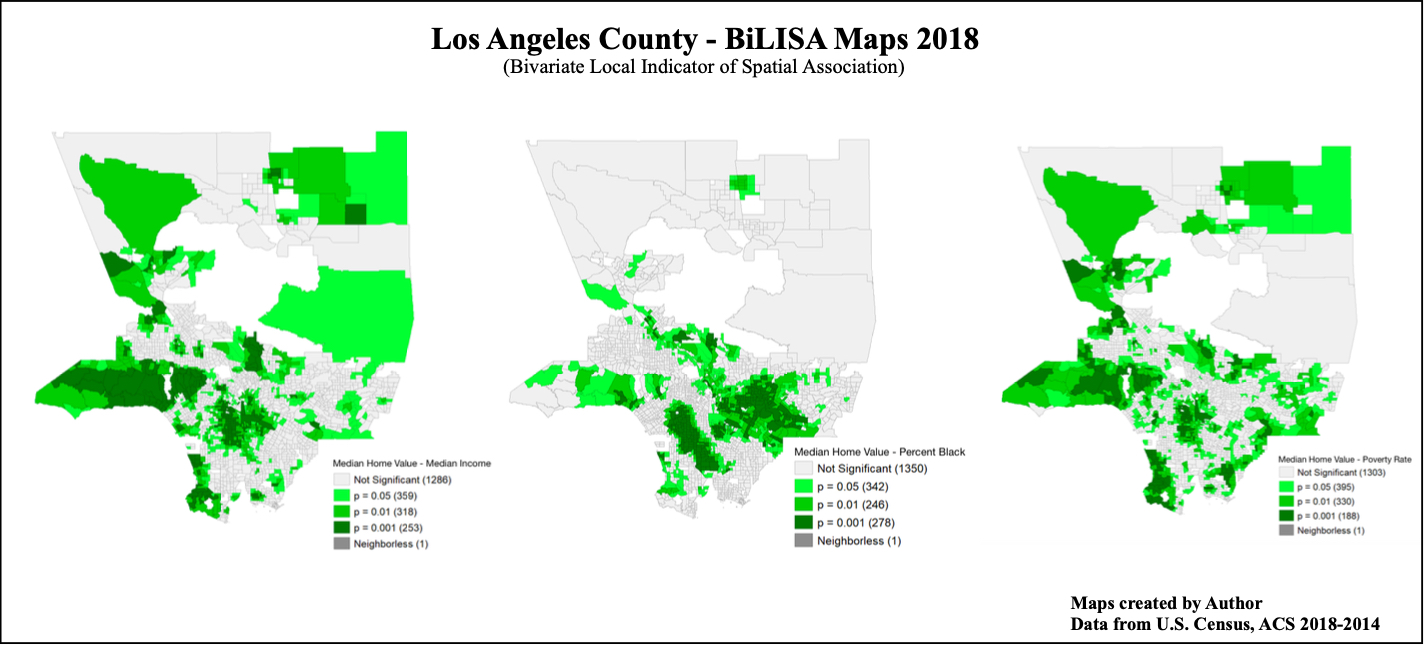 Los Angeles County - BiLISA Maps 2018
(Bivariate Local Indicator of Spatial Association)
Median Home Value - Median Income
Not Significant (1286)
p = 0.05 (359)
p = 0.01 (318)
p = 0.001 (253)
Neighborless (1)
Median Home Value - Percent Black
Not Significant (1350)
p = 0.05 (342)
p = 0.01 (246)
p = 0.001 (278)
Neighborless (1)
Median Home Value - Poverty Rate
Not Significant (1303)
p = 0.05 (395)
p = 0.01 (330)
p = 0.001 (188)
Neighborless (1)
Maps created by Author
Data from U.S. Census, ACS 2018-2014